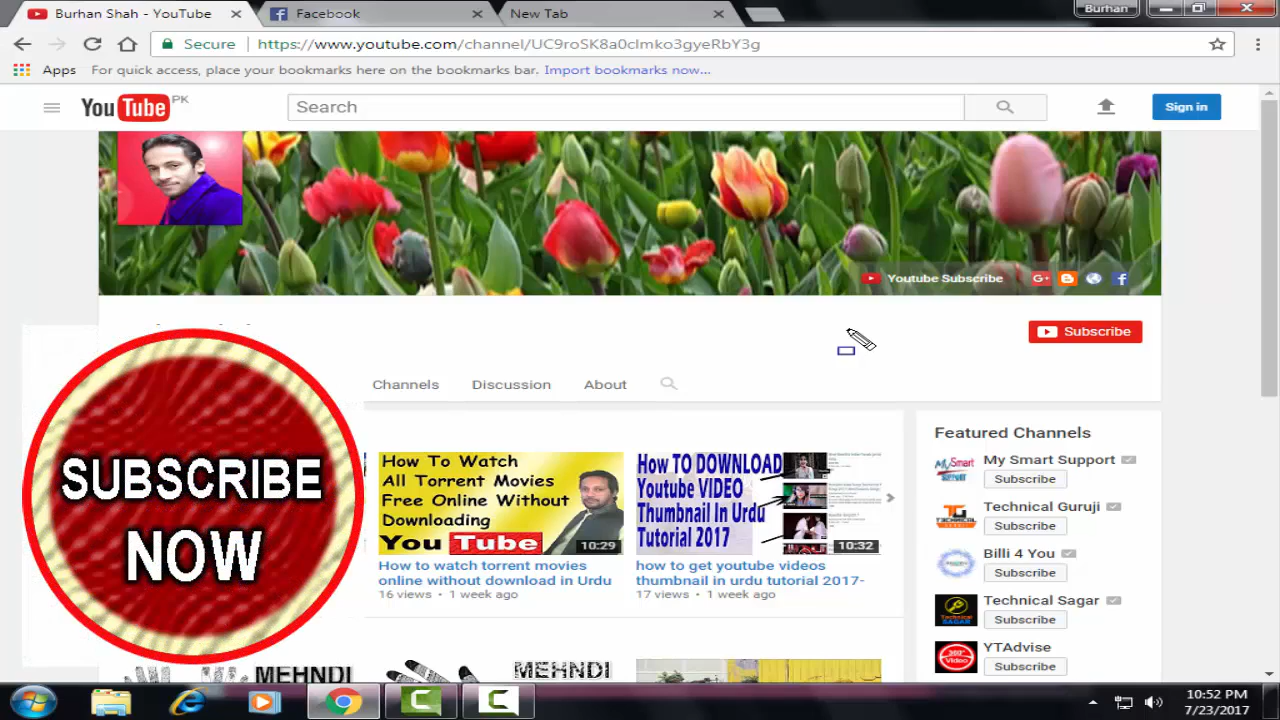 Burhan Shah - YouTube
Facebook
New Tab
Burhan
Secure
https://www.youtube.com/channel/UC9roSK8a0clmko3gyeRbY3g
Apps
For quick access, place your bookmarks here on the bookmarks bar. Import bookmarks now...
YouTube PK
Search
Sign in
Youtube Subscribe
Subscribe
SUBSCRIBE
NOW
Channels
Discussion
About
How To Watch
All Torrent Movies
Free Online Without
Downloading
YouTube
10:29
How to watch torrent movies
online without download in Urdu
16 views • 1 week ago
How TO DOWNLOAD
Youtube VIDEO
Thumbnail In Urdu
Tutorial 2017
10:32
how to get youtube videos
thumbnail in urdu tutorial 2017-
17 views • 1 week ago
MEHNDI
MEHNDI
Featured Channels
My Smart Support
Subscribe
Technical Guruji
Subscribe
Billi 4 You
Subscribe
Technical Sagar
Subscribe
YTAdvise
Subscribe
10:52 PM
7/23/2017